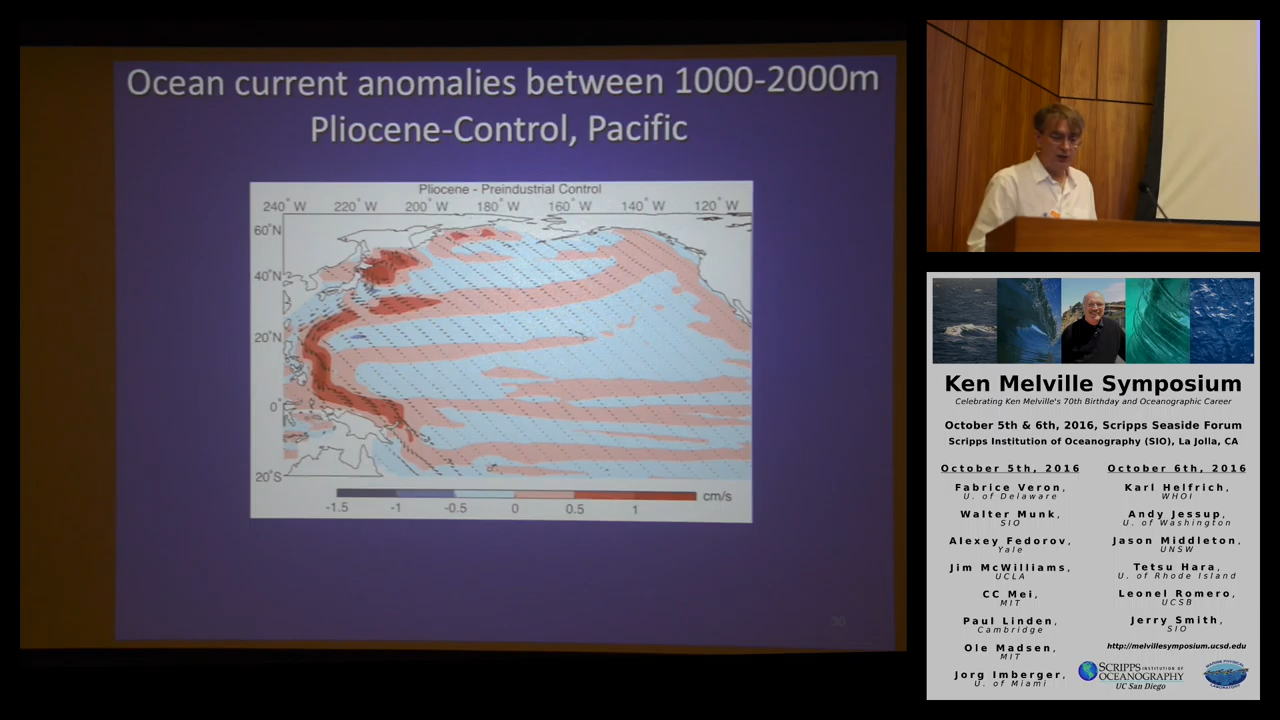 Ocean current anomalies between 1000-2000m
Pliocene-Control, Pacific
Pliocene - Preindustrial Control
240°W 220°W 200°W 180°W 160°W 140°W 120°W
60°N
40°N
20°N
0°
20°S
-1.5 -1 -0.5 0 0.5 1 cm/s
30
Ken Melville Symposium
Celebrating Ken Melville's 70th Birthday and Oceanographic Career
October 5th & 6th, 2016, Scripps Seaside Forum
Scripps Institution of Oceanography (SIO), La Jolla, CA
October 5th, 2016
Fabrice Veron,
U. of Delaware
Walter Munk,
SIO
Alexey Fedorov,
Yale
Jim McWilliams,
UCLA
CC Mei,
MIT
Paul Linden,
Cambridge
Ole Madsen,
MIT
Jorg Imberger,
U. of Miami
October 6th, 2016
Karl Helfrich,
WHOI
Andy Jessup,
U. of Washington
Jason Middleton,
UNSW
Tetsu Hara,
U. of Rhode Island
Leonel Romero,
UCSB
Jerry Smith,
SIO
http://melvillesymposium.ucsd.edu
SCRIPPS INSTITUTION OF
OCEANOGRAPHY
UC San Diego
MARINE PHYSICAL
LABORATORY